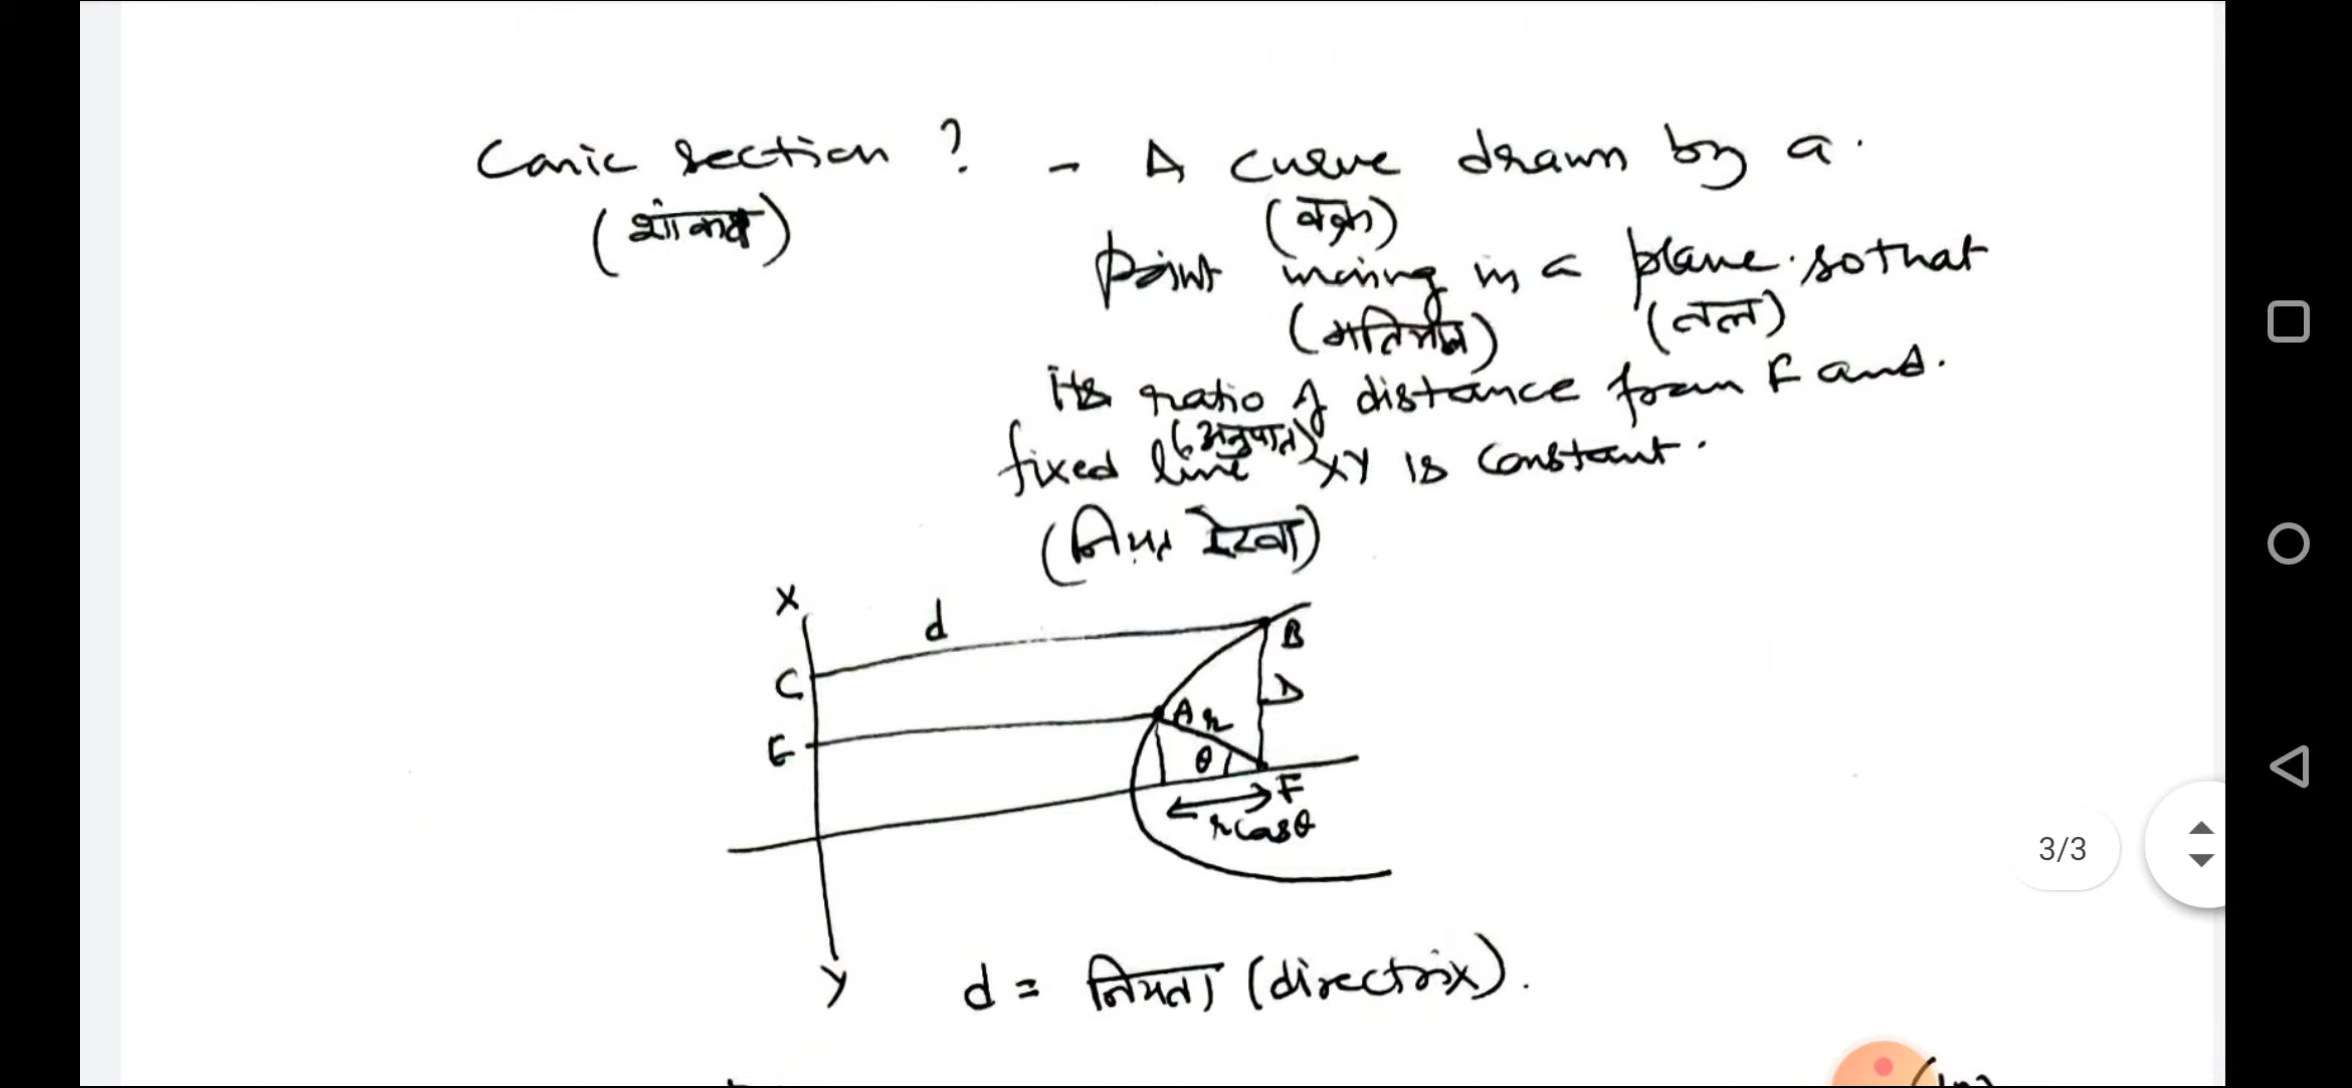 Conic section ? - A curve drawn by a.
(शांकव) (वक्र)
point moving in a plane. so that
(गतिमान) (तल)
its ratio of distance from F and.
(अनुपात)
fixed line XY is constant.
(नियत रेखा)
X
d
B
C
D
A r
E
θ
F
r cosθ
3/3
Y
d = नियता (directrix).